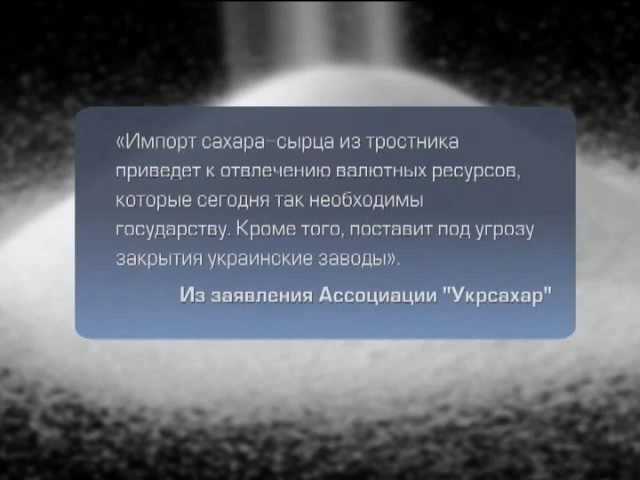 «Импорт сахара-сырца из тростника
приведет к отвлечению валютных ресурсов,
которые сегодня так необходимы
государству. Кроме того, поставит под угрозу
закрытия украинские заводы».
Из заявления Ассоциации "Укрсахар"